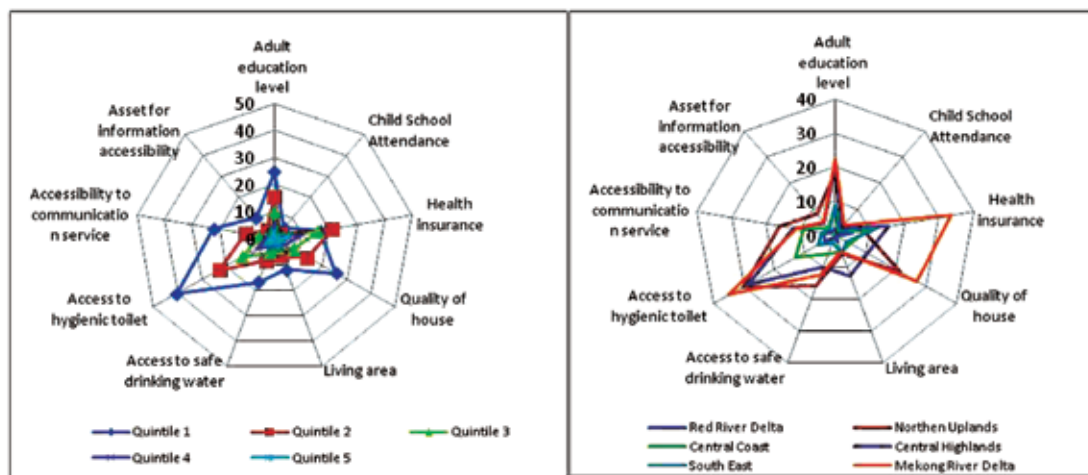 Adult
education
level
Child School
Attendance
Health
insurance
Quality of
house
Living area
Access to safe
drinking water
Access to
hygienic toilet
Accessibility to
communicatio
n service
Asset for
information
accessibility
50
40
30
20
10
0
Quintile 1
Quintile 2
Quintile 3
Quintile 4
Quintile 5
Adult
education
level
Child School
Attendance
Health
insurance
Quality of
house
Living area
Access to safe
drinking water
Access to
hygienic toilet
Accessibility to
communicatio
n service
Asset for
information
accessibility
40
30
20
10
0
Red River Delta
Northen Uplands
Central Coast
Central Highlands
South East
Mekong River Delta